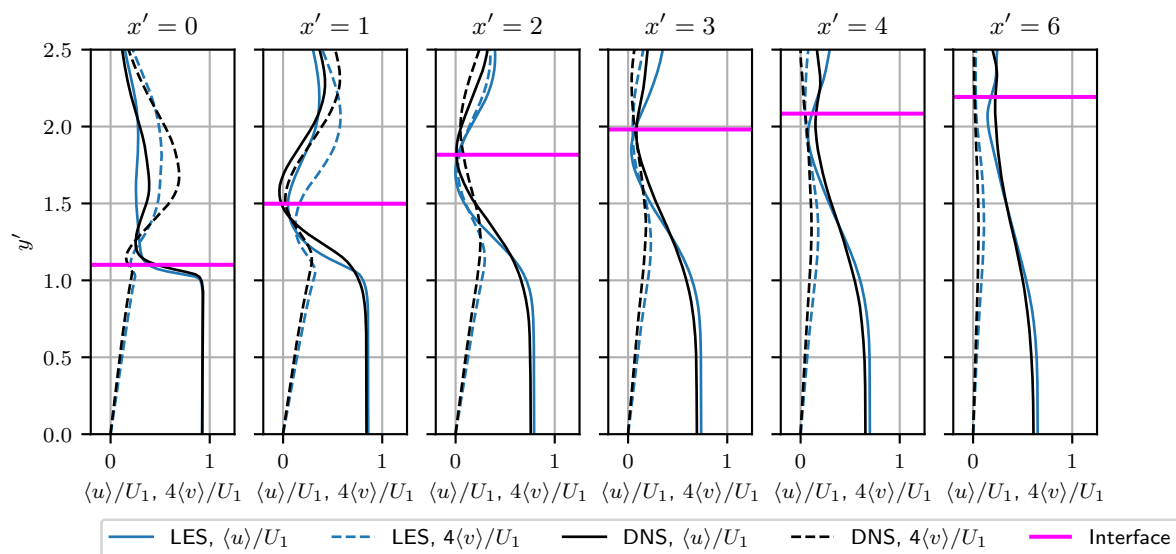 x′ = 0 x′ = 1 x′ = 2 x′ = 3 x′ = 4 x′ = 6
2.5
2.0
1.5
1.0
0.5
0.0
y′
0 1 0 1 0 1 0 1 0 1 0 1
⟨u⟩/U₁, 4⟨v⟩/U₁ ⟨u⟩/U₁, 4⟨v⟩/U₁ ⟨u⟩/U₁, 4⟨v⟩/U₁ ⟨u⟩/U₁, 4⟨v⟩/U₁ ⟨u⟩/U₁, 4⟨v⟩/U₁ ⟨u⟩/U₁, 4⟨v⟩/U₁
LES, ⟨u⟩/U₁ LES, 4⟨v⟩/U₁ DNS, ⟨u⟩/U₁ DNS, 4⟨v⟩/U₁ Interface